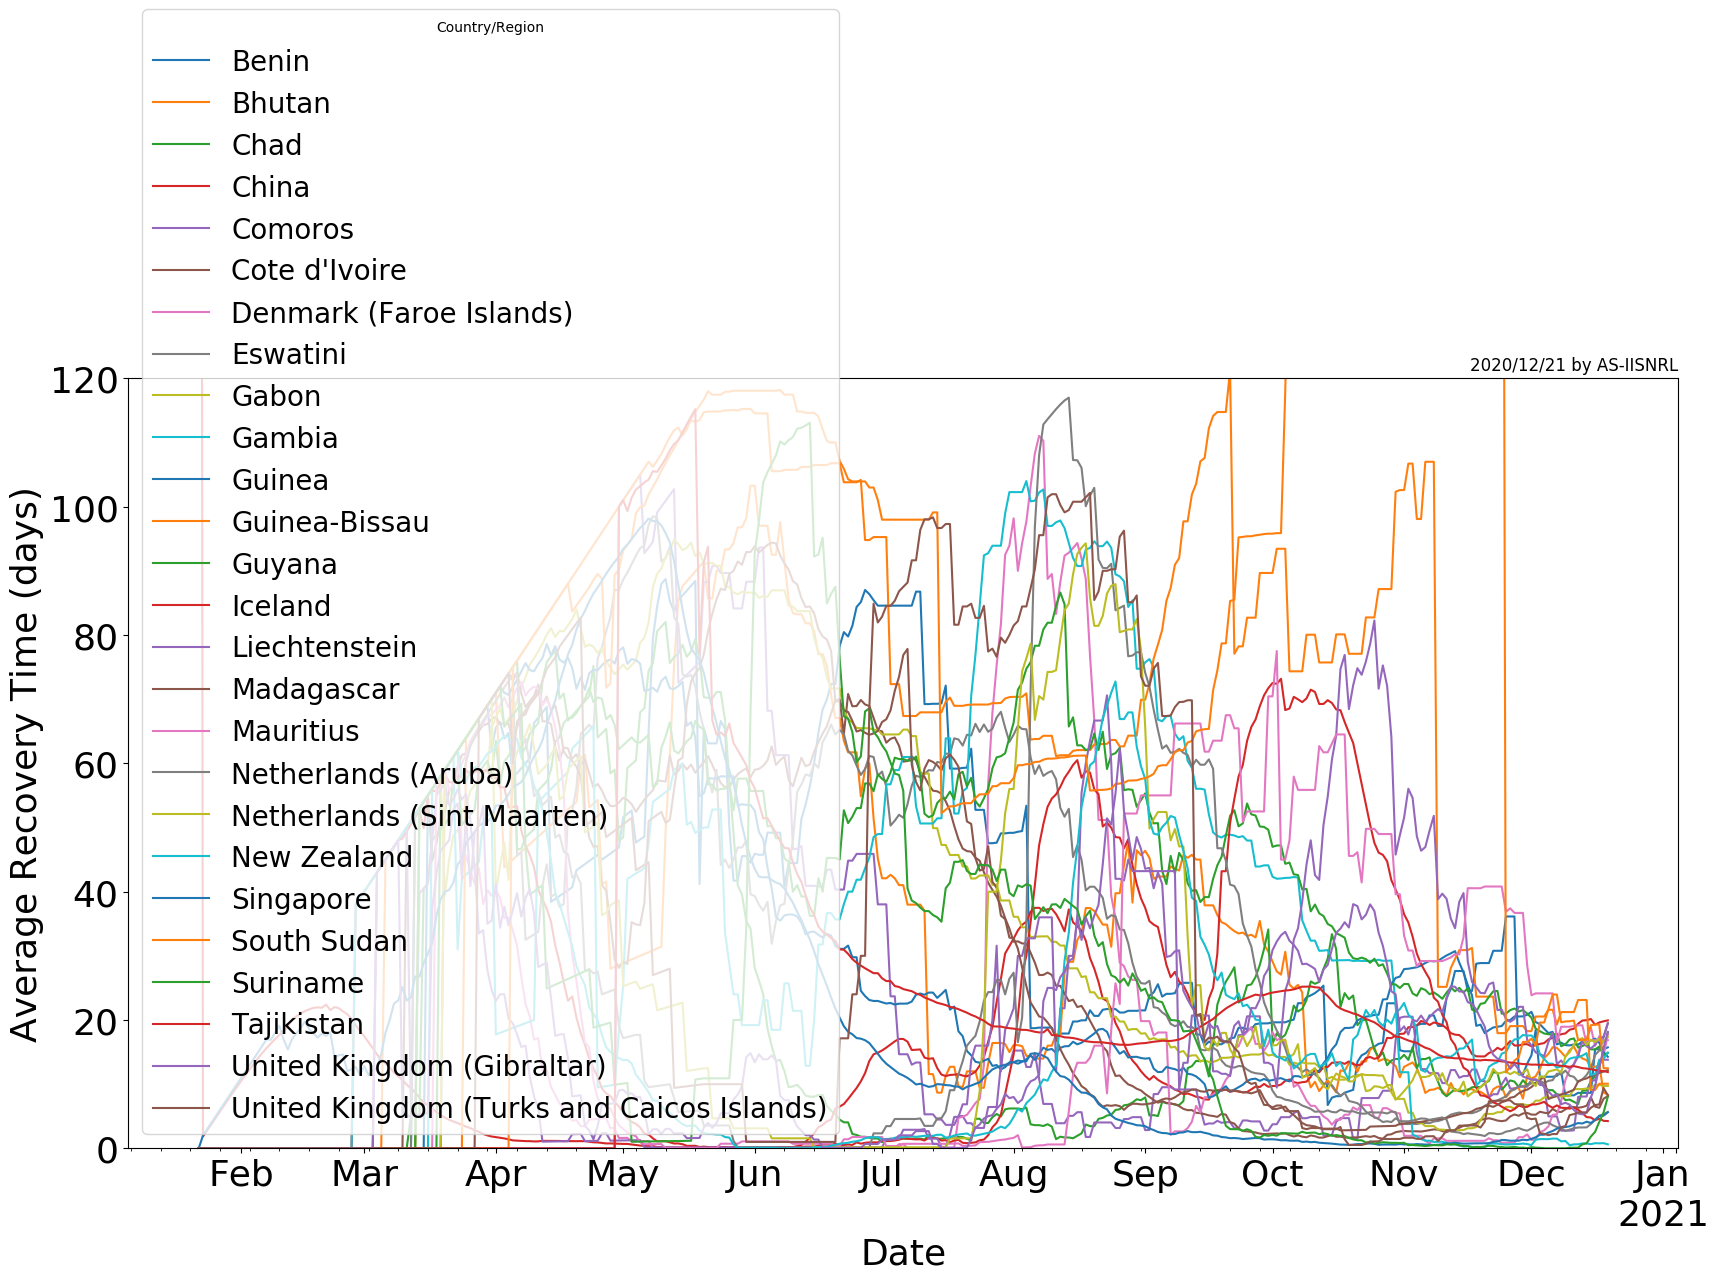 Country/Region
Benin
Bhutan
Chad
China
Comoros
Cote d'Ivoire
Denmark (Faroe Islands)
Eswatini
Gabon
Gambia
Guinea
Guinea-Bissau
Guyana
Iceland
Liechtenstein
Madagascar
Mauritius
Netherlands (Aruba)
Netherlands (Sint Maarten)
New Zealand
Singapore
South Sudan
Suriname
Tajikistan
United Kingdom (Gibraltar)
United Kingdom (Turks and Caicos Islands)
2020/12/21 by AS-IISNRL
Average Recovery Time (days)
120
100
80
60
40
20
0
Feb Mar Apr May Jun Jul Aug Sep Oct Nov Dec Jan
2021
Date